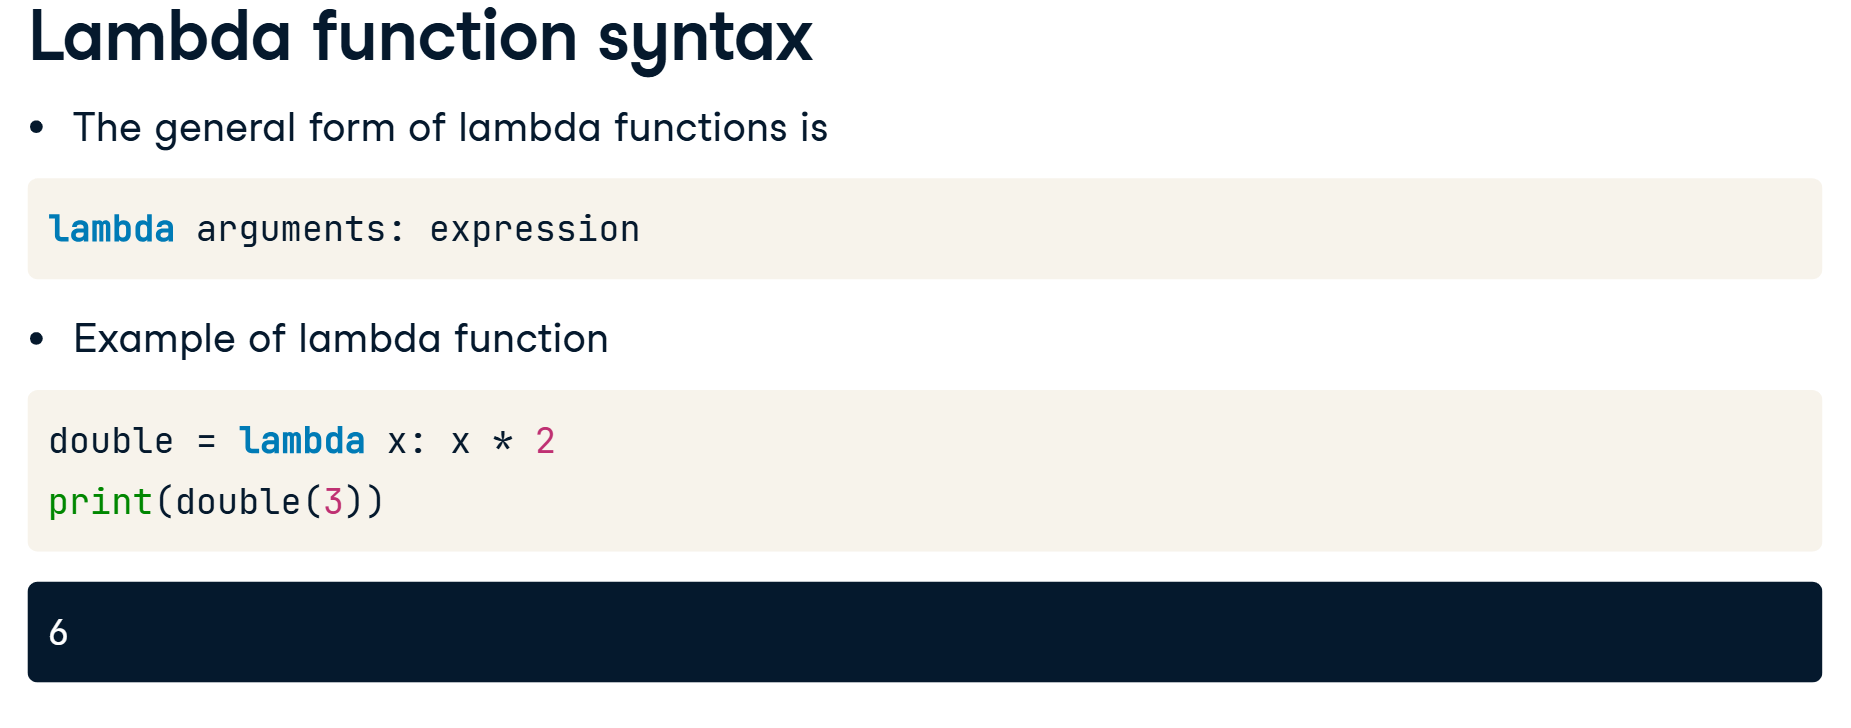 Lambda function syntax
• The general form of lambda functions is
lambda arguments: expression
• Example of lambda function
double = lambda x: x * 2
print(double(3))
6